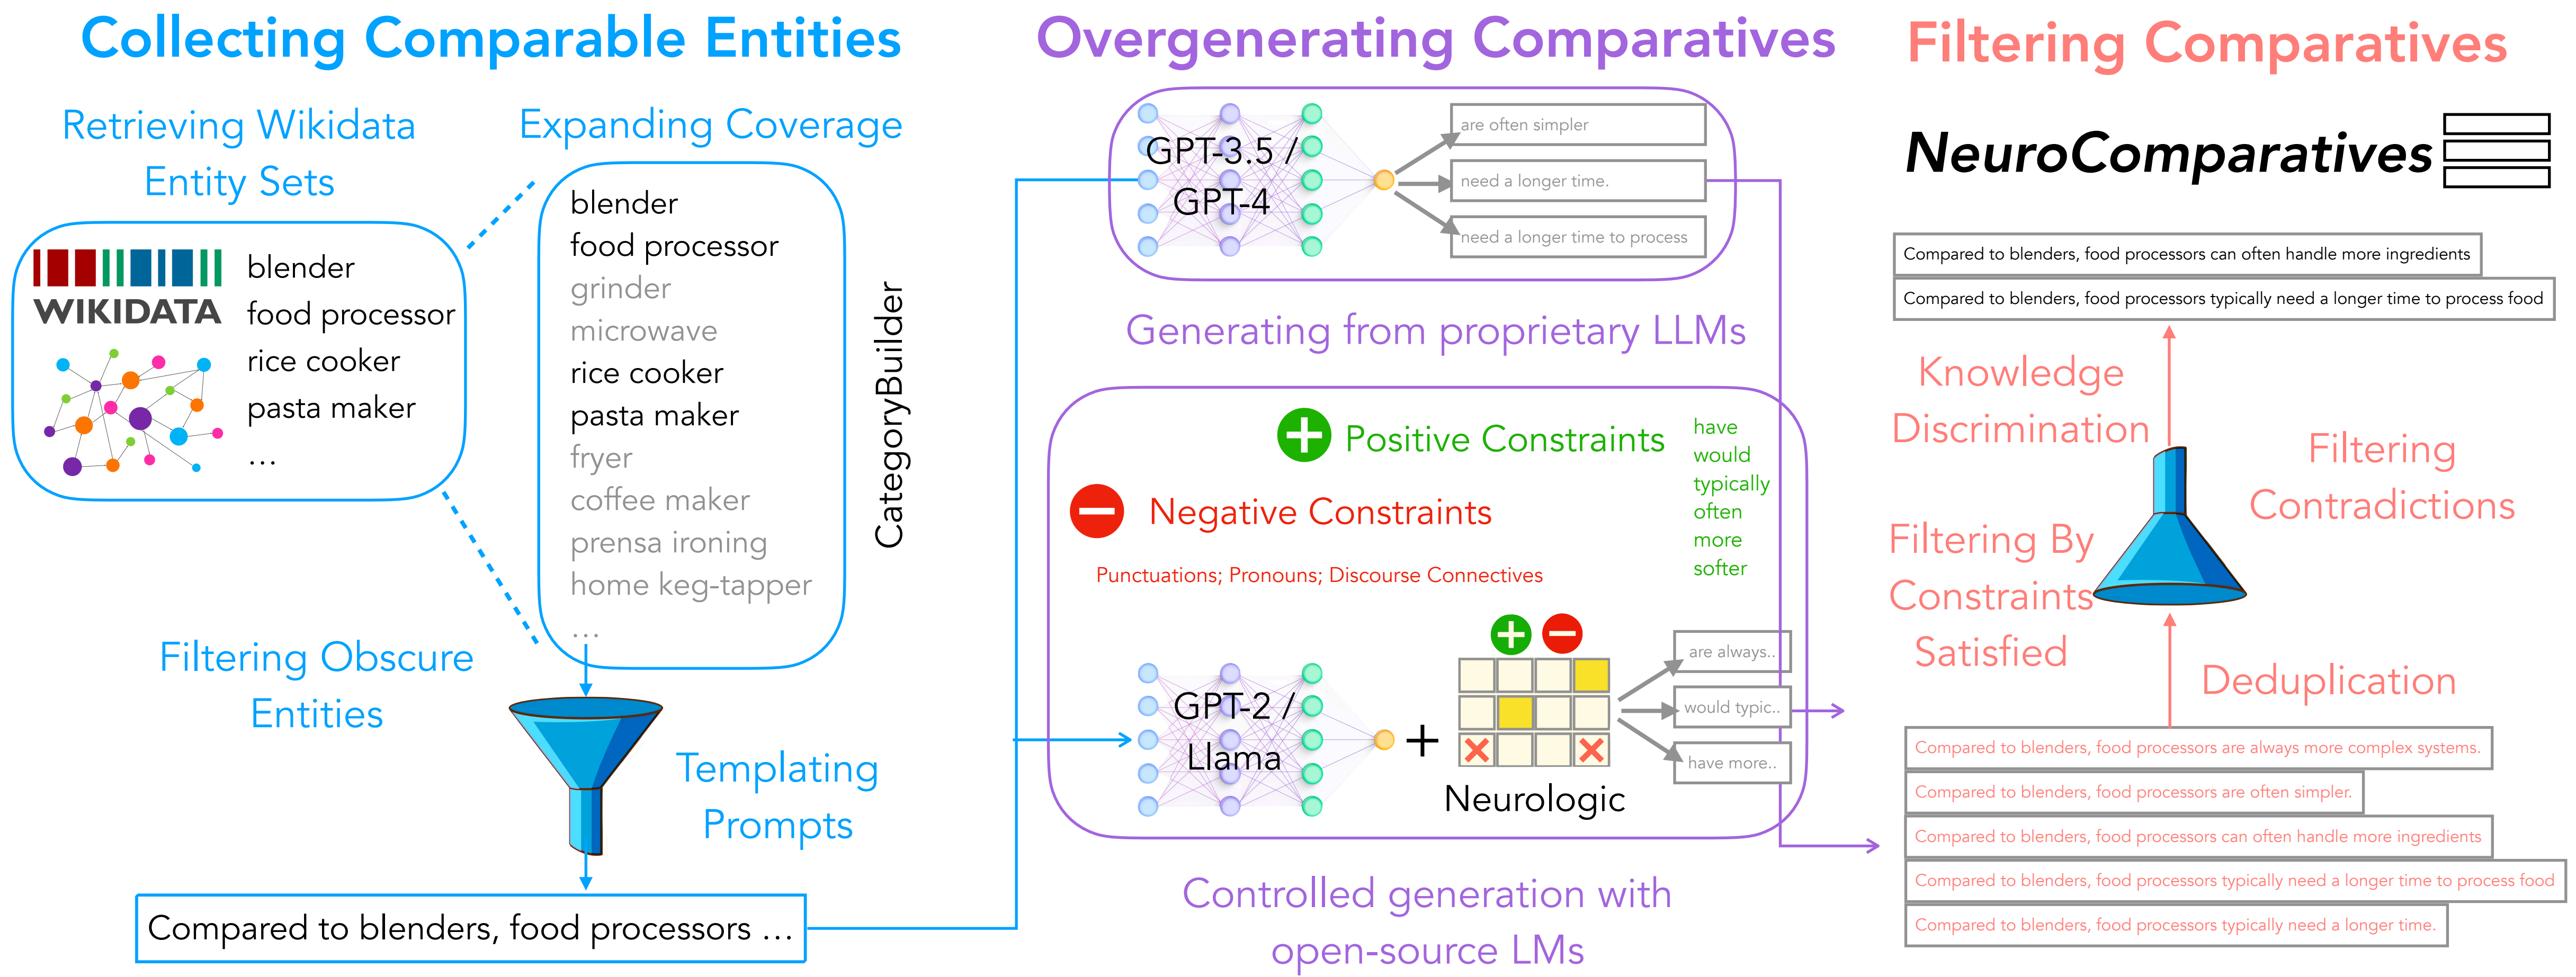 Collecting Comparable Entities
Retrieving Wikidata
Entity Sets
WIKIDATA
blender
food processor
rice cooker
pasta maker
...
Expanding Coverage
blender
food processor
grinder
microwave
rice cooker
pasta maker
fryer
coffee maker
prensa ironing
home keg-tapper
...
CategoryBuilder
Filtering Obscure
Entities
Templating
Prompts
Compared to blenders, food processors ...
Overgenerating Comparatives
GPT-3.5 /
GPT-4
are often simpler
need a longer time.
need a longer time to process
Generating from proprietary LLMs
Positive Constraints
have
would
typically
often
more
softer
Negative Constraints
Punctuations; Pronouns; Discourse Connectives
GPT-2 /
Llama
+
Neurologic
are always..
would typic..
have more..
Controlled generation with
open-source LMs
Filtering Comparatives
NeuroComparatives
Compared to blenders, food processors can often handle more ingredients
Compared to blenders, food processors typically need a longer time to process food
Knowledge
Discrimination
Filtering
Contradictions
Filtering By
Constraints
Satisfied
Deduplication
Compared to blenders, food processors are always more complex systems.
Compared to blenders, food processors are often simpler.
Compared to blenders, food processors can often handle more ingredients
Compared to blenders, food processors typically need a longer time to process food
Compared to blenders, food processors typically need a longer time.